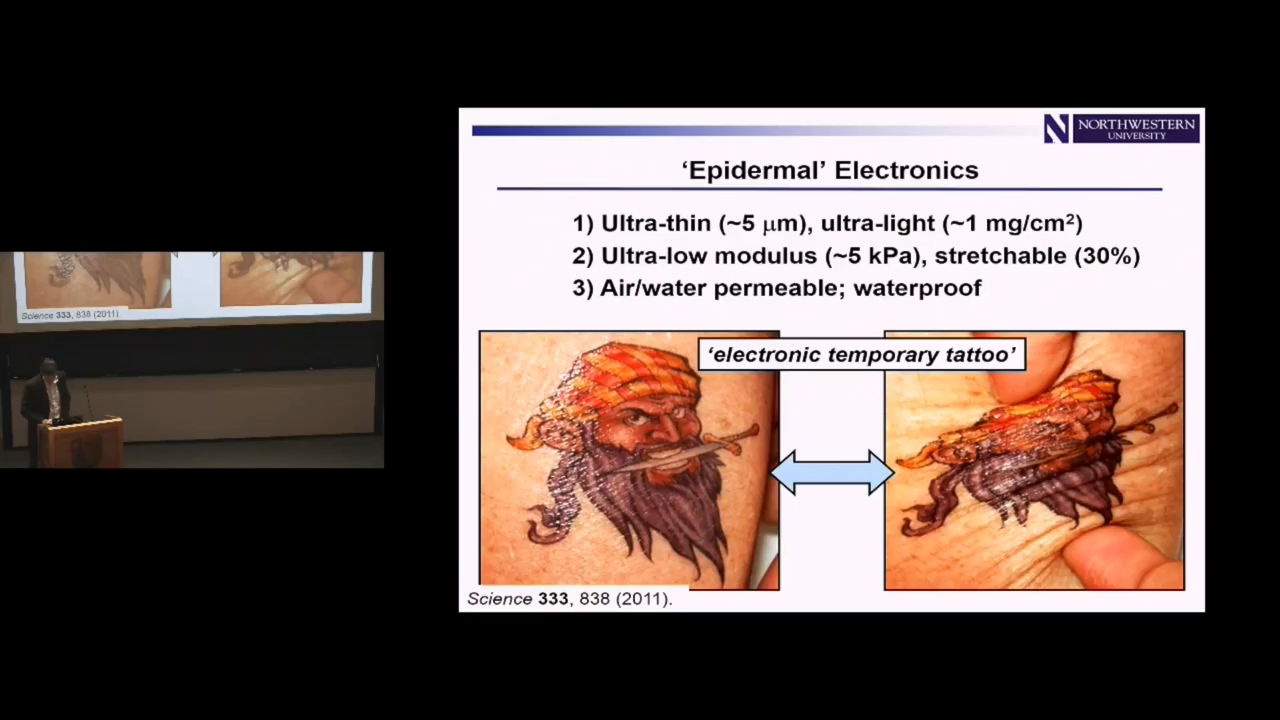 NORTHWESTERN
UNIVERSITY
‘Epidermal’ Electronics
1) Ultra-thin (~5 μm), ultra-light (~1 mg/cm²)
2) Ultra-low modulus (~5 kPa), stretchable (30%)
3) Air/water permeable; waterproof
‘electronic temporary tattoo’
Science 333, 838 (2011).
Science 333, 838 (2011).